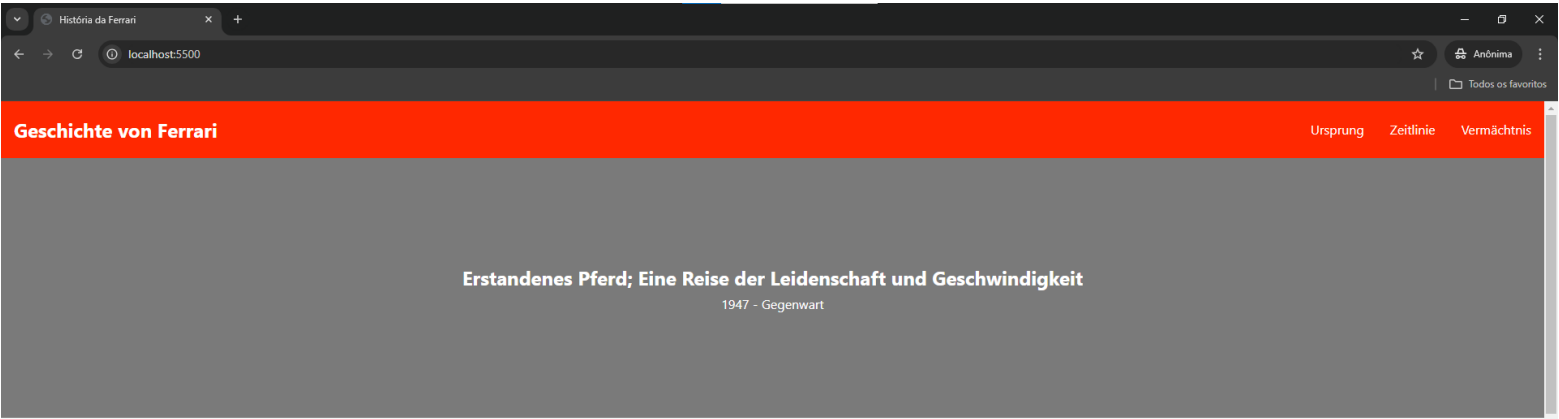 História da Ferrari
localhost:5500
Anônima
Todos os favoritos
Geschichte von Ferrari
Ursprung Zeitlinie Vermächtnis
Erstandenes Pferd; Eine Reise der Leidenschaft und Geschwindigkeit
1947 - Gegenwart